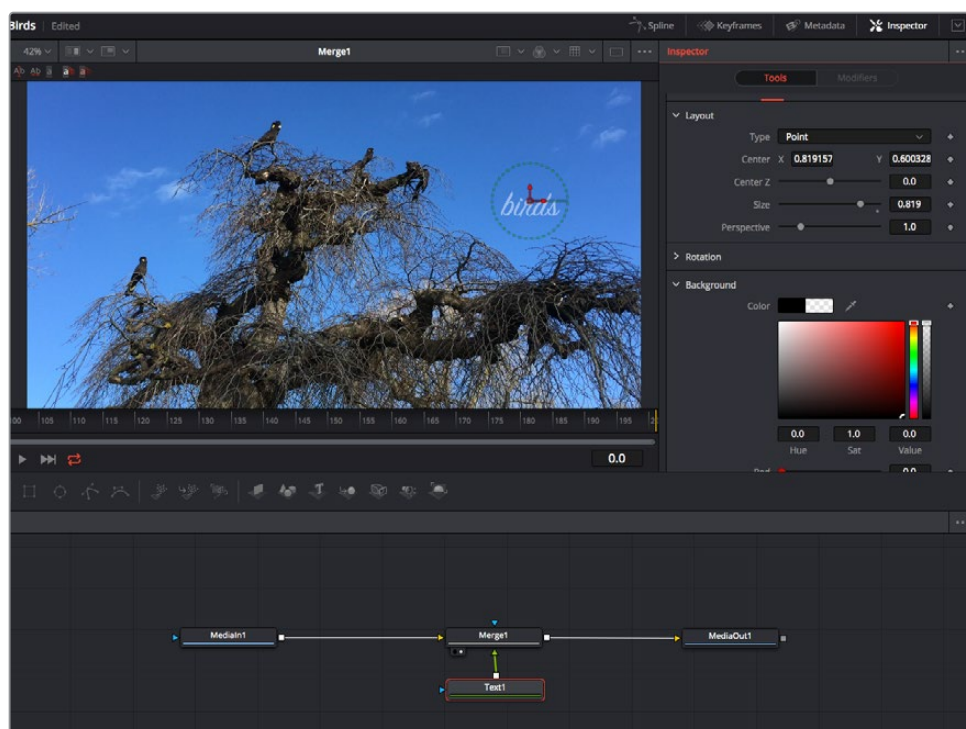 Birds Edited Spline Keyframes Metadata Inspector
42% Merge1 Inspector
Tools Modifiers
Layout
Type Point
Center X 0.819157 Y 0.600328
Center Z 0.0
Size 0.819
Perspective 1.0
Rotation
Background
Color
birds
105 110 115 120 125 130 135 140 145 150 155 160 165 170 175 180 185 190 195
0.0 1.0 0.0
Hue Sat Value
0.0
MediaIn1 Merge1 MediaOut1
Text1